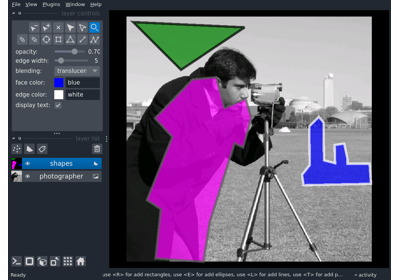 File View Plugins Window Help
layer controls
opacity: 0.70
edge width: 5
blending: translucen
face color: blue
edge color: white
display text:
layer list
shapes
photographer
use <R> for add rectangles, use <E> for add ellipses, use <L> for add lines, use <T> for add p... activity